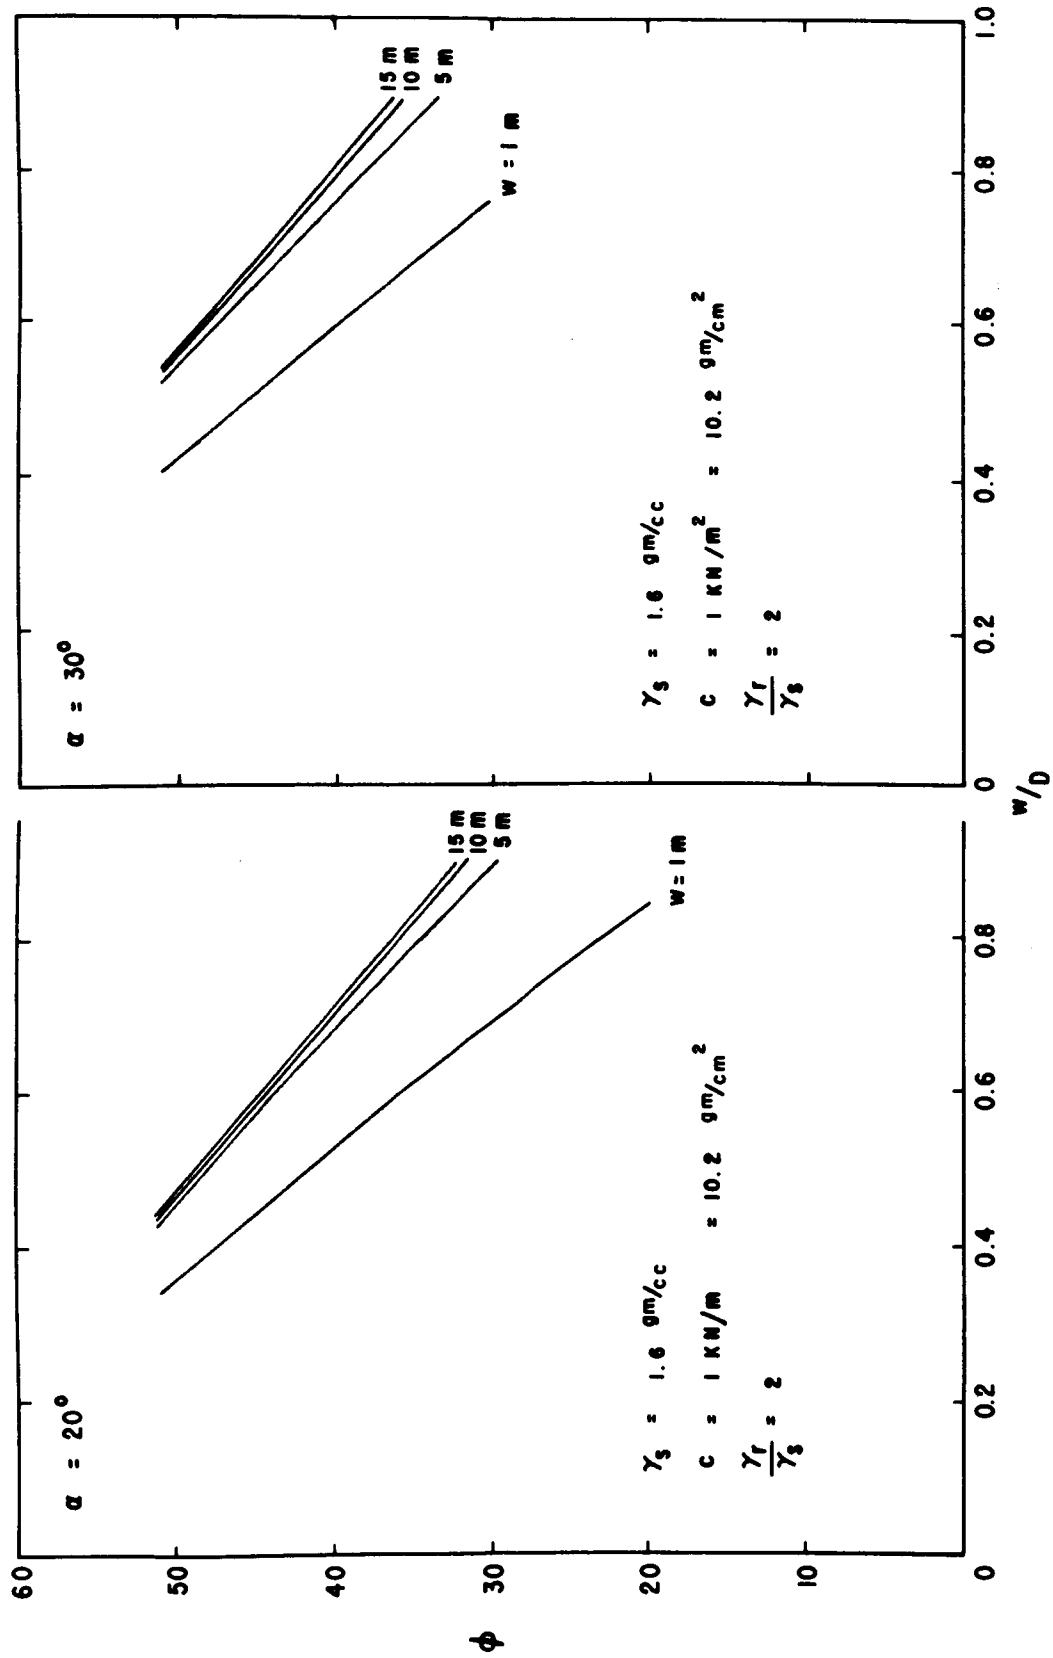 60
50
40
30
20
10
0
ϕ
α = 20°
15 m
10 m
5 m
W = 1 m
γs = 1.6 gm/cc
C = 1 KN/m = 10.2 gm/cm²
γr/γs = 2
0.2
0.4
0.6
0.8
α = 30°
15 m
10 m
5 m
W = 1 m
γs = 1.6 gm/cc
C = 1 KN/m² = 10.2 gm/cm²
γr/γs = 2
0
0.2
0.4
0.6
0.8
1.0
W/D